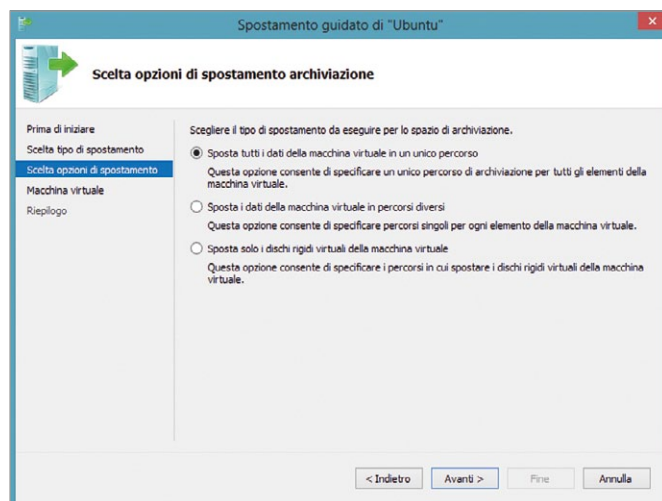 Spostamento guidato di "Ubuntu"
Scelta opzioni di spostamento archiviazione
Prima di iniziare
Scelta tipo di spostamento
Scelta opzioni di spostamento
Macchina virtuale
Riepilogo
Scegliere il tipo di spostamento da eseguire per lo spazio di archiviazione.
Sposta tutti i dati della macchina virtuale in un unico percorso
Questa opzione consente di specificare un unico percorso di archiviazione per tutti gli elementi della
macchina virtuale.
Sposta i dati della macchina virtuale in percorsi diversi
Questa opzione consente di specificare percorsi singoli per ogni elemento della macchina virtuale.
Sposta solo i dischi rigidi virtuali della macchina virtuale
Questa opzione consente di specificare i percorsi in cui spostare i dischi rigidi virtuali della macchina
virtuale.
< Indietro
Avanti >
Fine
Annulla